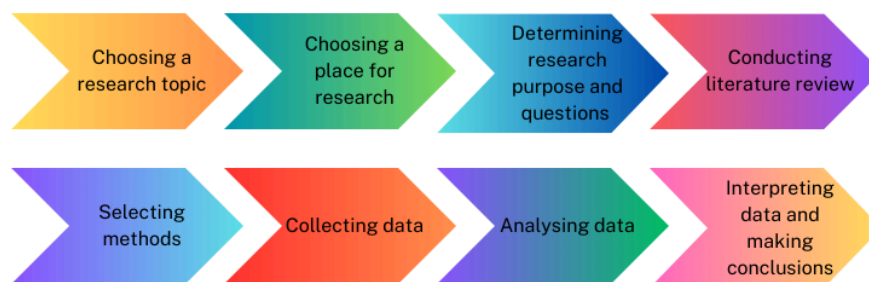 Choosing a
research topic
Choosing a
place for
research
Determining
research
purpose and
questions
Conducting
literature review
Selecting
methods
Collecting data
Analysing data
Interpreting
data and
making
conclusions